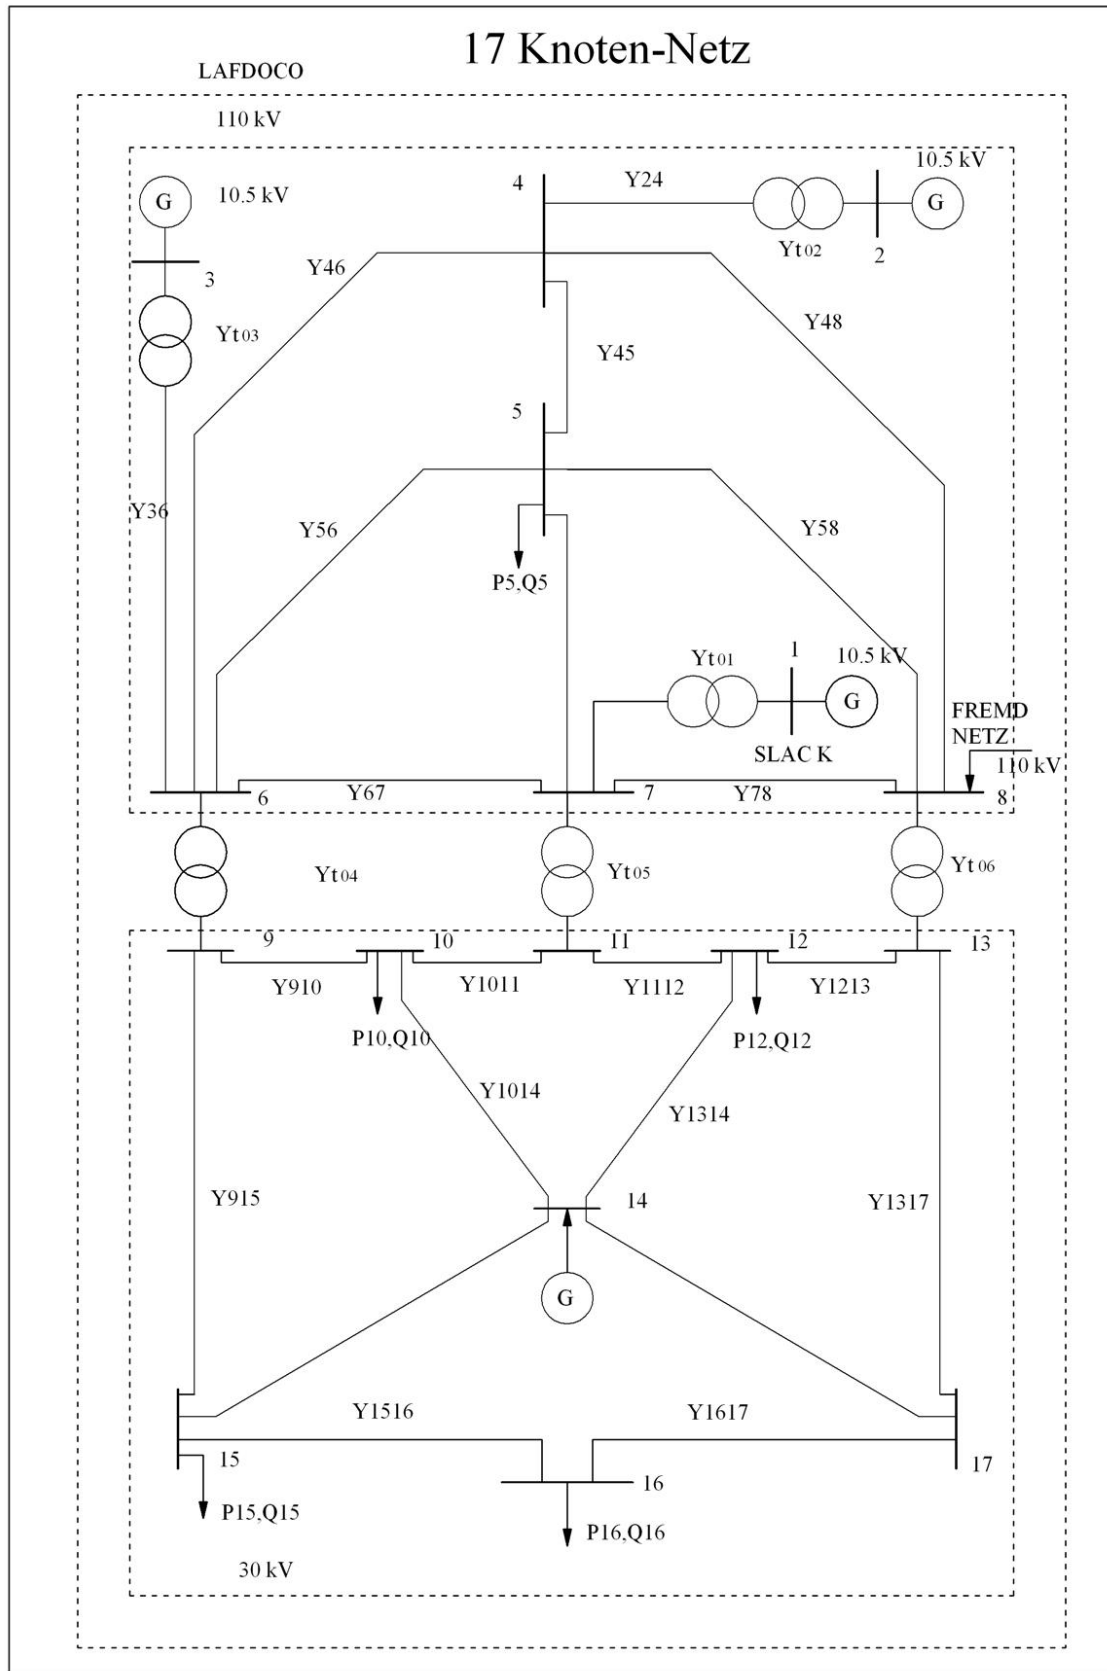 17 Knoten-Netz
LAFDOCO
110 kV
10.5 kV
G
10.5 kV
4
Y24
G
Yt02
2
3
Y46
Yt03
Y48
Y45
5
Y36
Y56
Y58
P5,Q5
1
Yt01
10.5 kV
G
FREMD
NETZ
SLAC K
110 kV
6
Y67
7
Y78
8
Yt04
Yt05
Yt06
9
10
11
12
13
Y910
Y1011
Y1112
Y1213
P10,Q10
P12,Q12
Y1014
Y1314
Y915
14
Y1317
G
Y1516
Y1617
15
16
17
P15,Q15
P16,Q16
30 kV